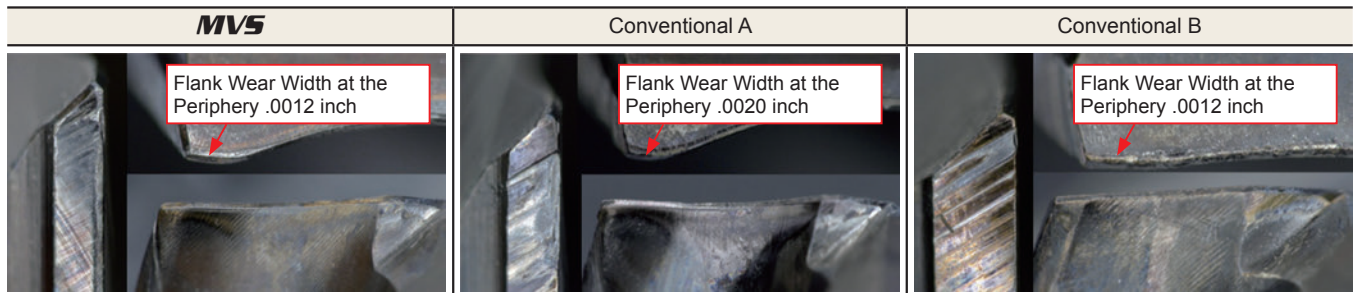 MVS
Conventional A
Conventional B
Flank Wear Width at the
Periphery .0012 inch
Flank Wear Width at the
Periphery .0020 inch
Flank Wear Width at the
Periphery .0012 inch